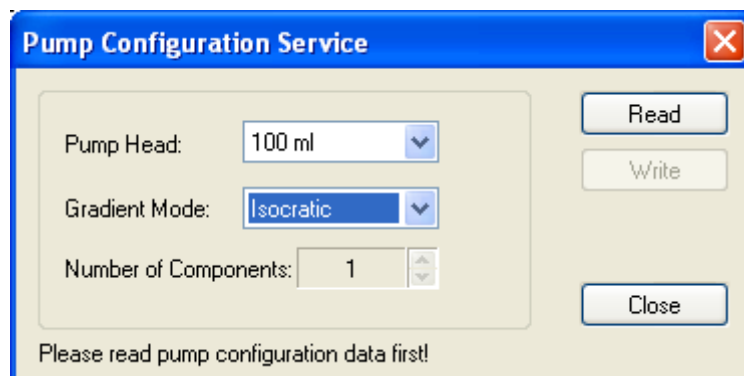 Pump Configuration Service
Pump Head: 100 ml
Read
Write
Gradient Mode: Isocratic
Number of Components: 1
Close
Please read pump configuration data first!